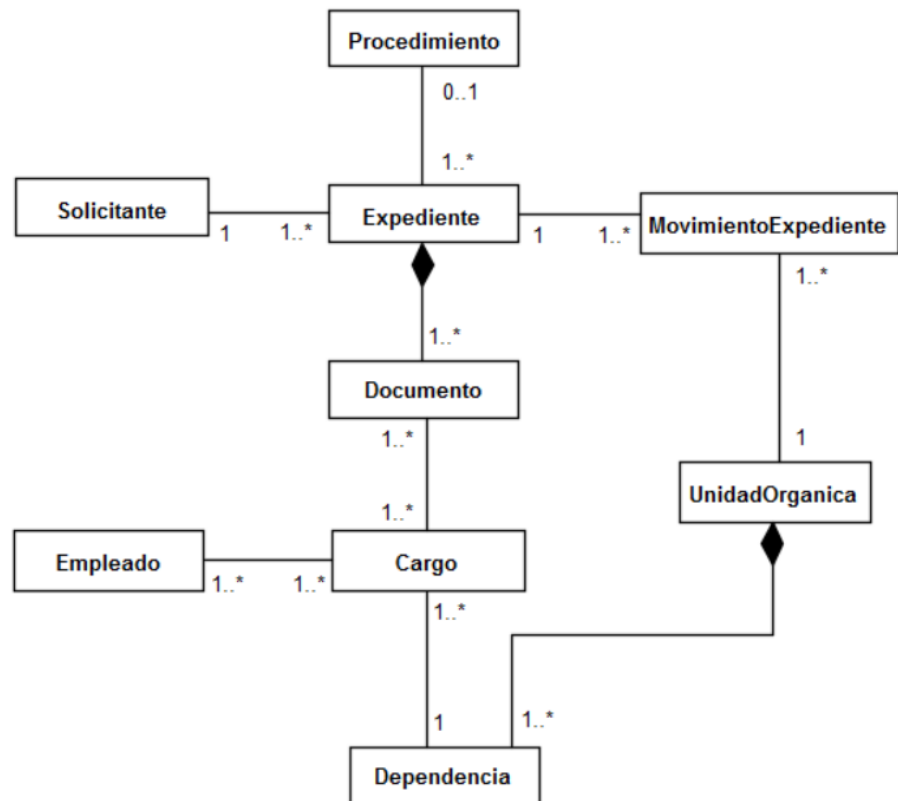 Procedimiento
0..1
1..*
Solicitante
1
1..*
Expediente
1
1..*
MovimientoExpediente
1..*
1..*
Documento
1..*
1
UnidadOrganica
1..*
Empleado
1..*
1..*
Cargo
1..*
1
1..*
Dependencia